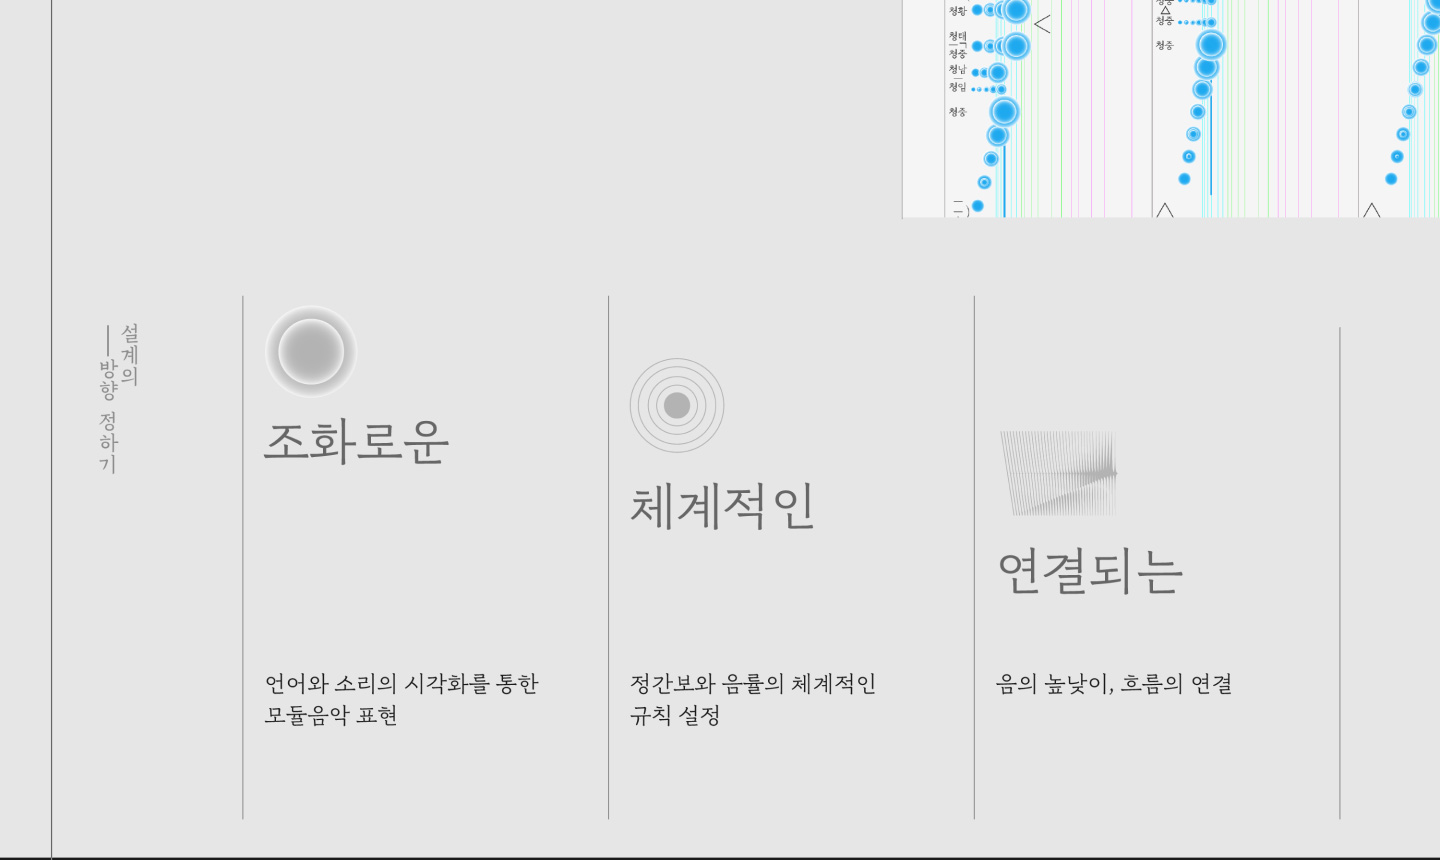 청황
청태
청중
청남
청임
청중
청중
청중
설계의
방향 정하기
조화로운
언어와 소리의 시각화를 통한
모듈음악 표현
체계적인
정간보와 음률의 체계적인
규칙 설정
연결되는
음의 높낮이, 흐름의 연결